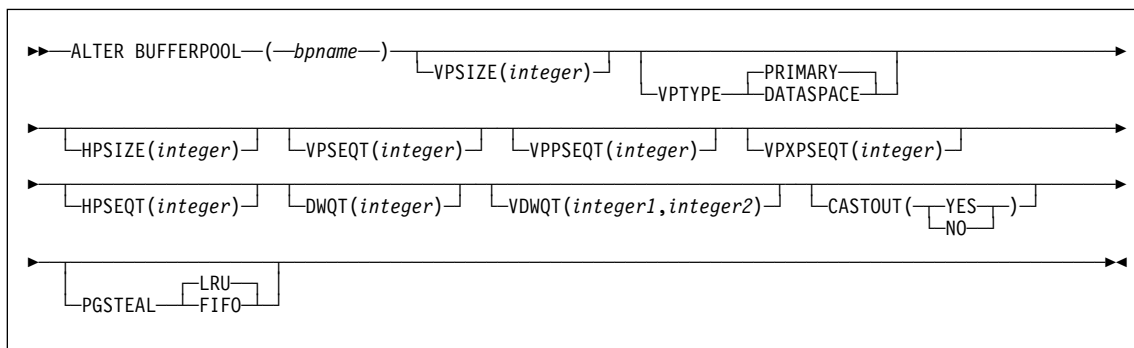 ALTER BUFFERPOOL ( bpname ) VPSIZE(integer) VPTYPE PRIMARY DATASPACE
HPSIZE(integer) VPSEQT(integer) VPPSEQT(integer) VPXPSEQT(integer)
HPSEQT(integer) DWQT(integer) VDWQT(integer1,integer2) CASTOUT( YES NO )
PGSTEAL LRU FIFO